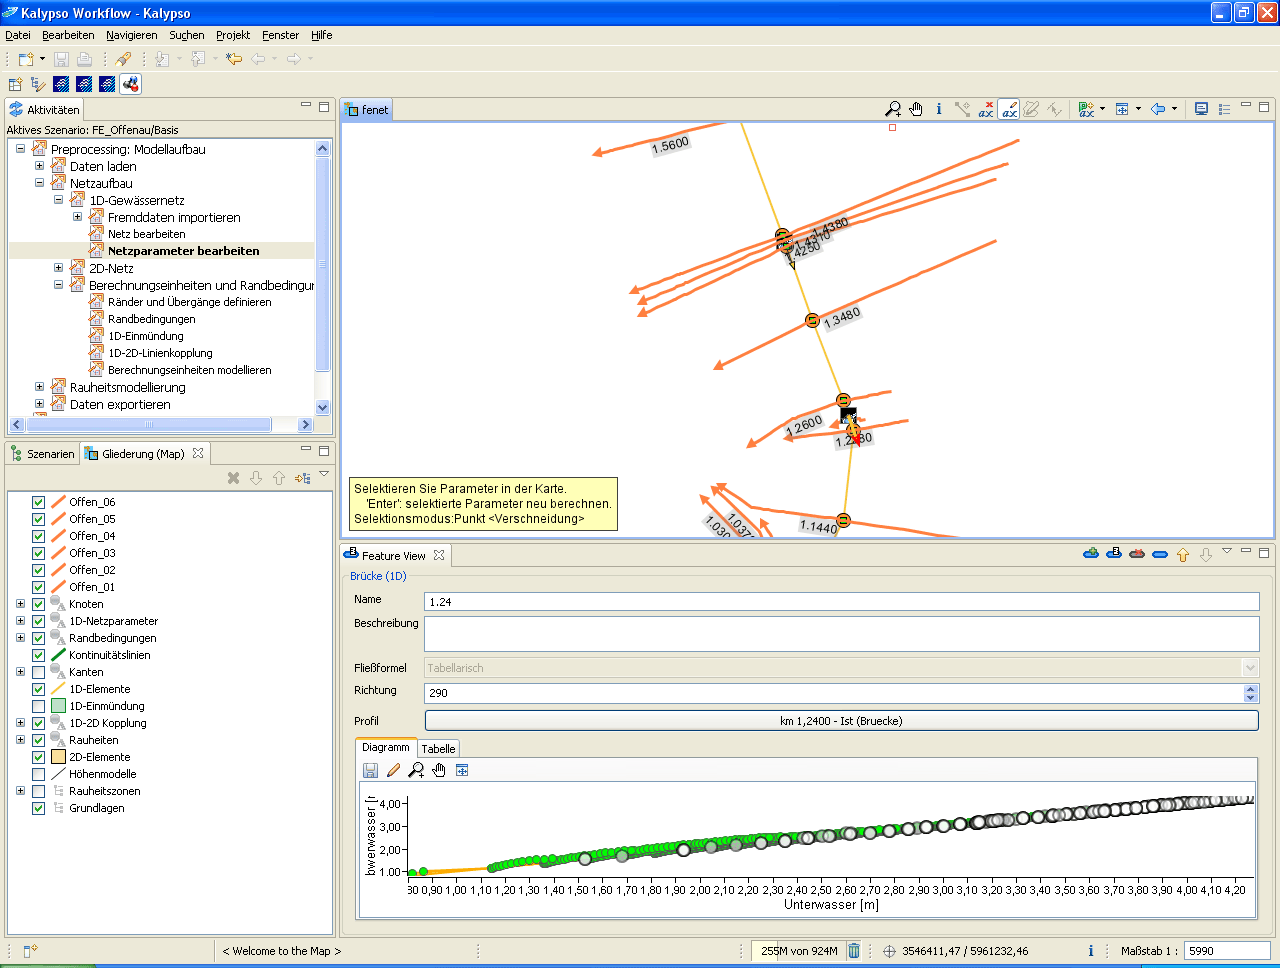 Kalypso Workflow - Kalypso
Datei Bearbeiten Navigieren Suchen Projekt Fenster Hilfe
Aktivitäten
Aktives Szenario: FE_Offenau/Basis
Preprocessing: Modellaufbau
Daten laden
Netzaufbau
1D-Gewässernetz
Fremddaten importieren
Netz bearbeiten
Netzparameter bearbeiten
2D-Netz
Berechnungseinheiten und Randbedingur
Ränder und Übergänge definieren
Randbedingungen
1D-Einmündung
1D-2D-Linienkopplung
Berechnungseinheiten modellieren
Rauheitsmodellierung
Daten exportieren
Szenarien
Gliederung (Map)
Offen_06
Offen_05
Offen_04
Offen_03
Offen_02
Offen_01
Knoten
1D-Netzparameter
Randbedingungen
Kontinuitätslinien
Kanten
1D-Elemente
1D-Einmündung
1D-2D Kopplung
Rauheiten
2D-Elemente
Höhenmodelle
Rauheitszonen
Grundlagen
fenet
1.5600
1.4380
1.3480
1.2600
1.1440
1.037
1.030
Selektieren Sie Parameter in der Karte.
'Enter': selektierte Parameter neu berechnen.
Selektionsmodus:Punkt <Verschneidung>
Feature View
Brücke (1D)
Name 1.24
Beschreibung
Fließformel Tabellarisch
Richtung 290
Profil km 1,2400 - Ist (Bruecke)
Diagramm Tabelle
bwerwasser [r
4,00
3,00
2,00
1.00
30 0,90 1,00 1,10 1,20 1,30 1,40 1,50 1,60 1,70 1,80 1,90 2,00 2,10 2,20 2,30 2,40 2,50 2,60 2,70 2,80 2,90 3,00 3,10 3,20 3,30 3,40 3,50 3,60 3,70 3,80 3,90 4,00 4,10 4,20
Unterwasser [m]
< Welcome to the Map >
255M von 924M
3546411,47 / 5961232,46
Maßstab 1 : 5990